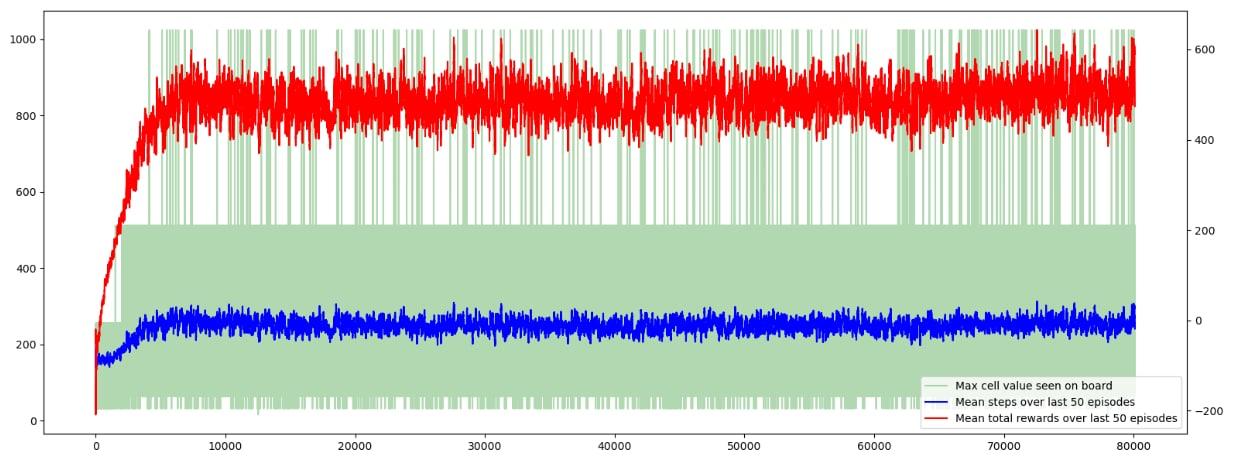 1000
800
600
400
200
0
600
400
200
0
−200
Max cell value seen on board
Mean steps over last 50 episodes
Mean total rewards over last 50 episodes
0 10000 20000 30000 40000 50000 60000 70000 80000